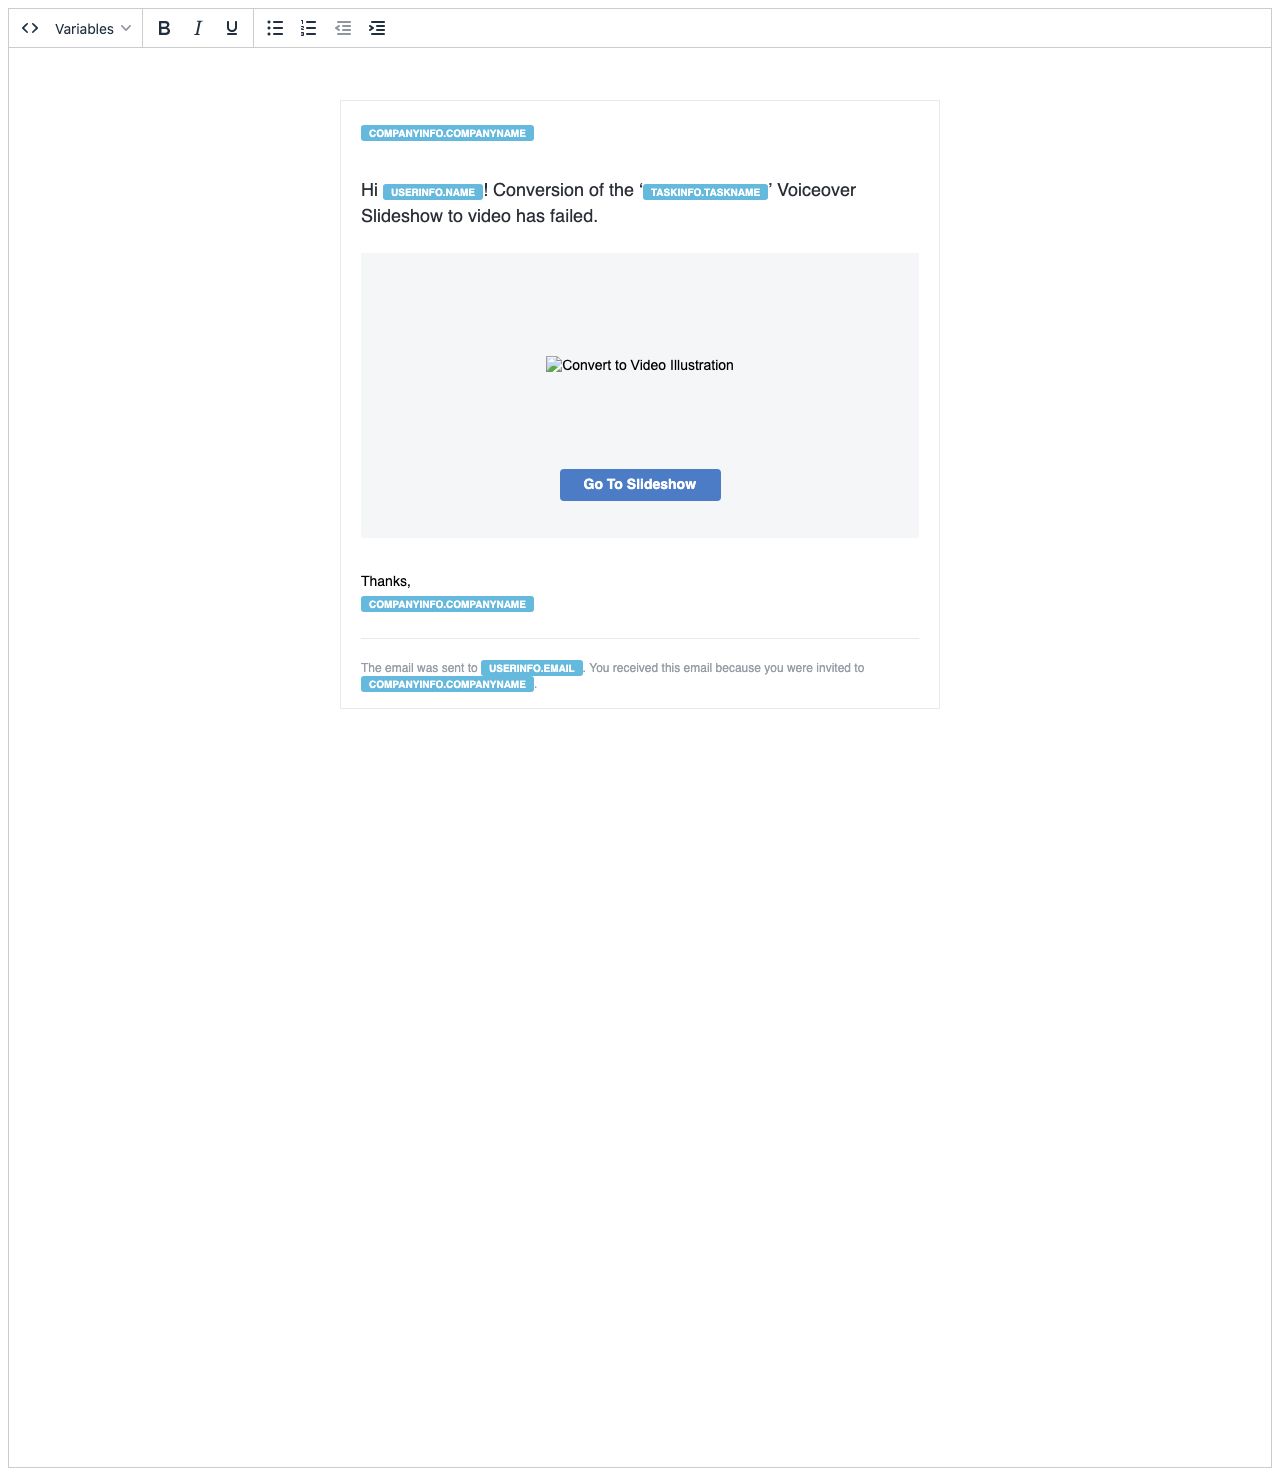 Variables
COMPANYINFO.COMPANYNAME
Hi USERINFO.NAME! Conversion of the ‘TASKINFO.TASKNAME’ Voiceover
Slideshow to video has failed.
Convert to Video Illustration
Go To Slideshow
Thanks,
COMPANYINFO.COMPANYNAME
The email was sent to USERINFO.EMAIL. You received this email because you were invited to
COMPANYINFO.COMPANYNAME.